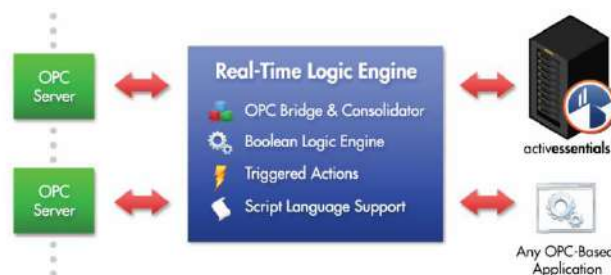 OPC
Server
Real-Time Logic Engine
OPC Bridge & Consolidator
Boolean Logic Engine
Triggered Actions
Script Language Support
activessentials
OPC
Server
Any OPC-Based
Application